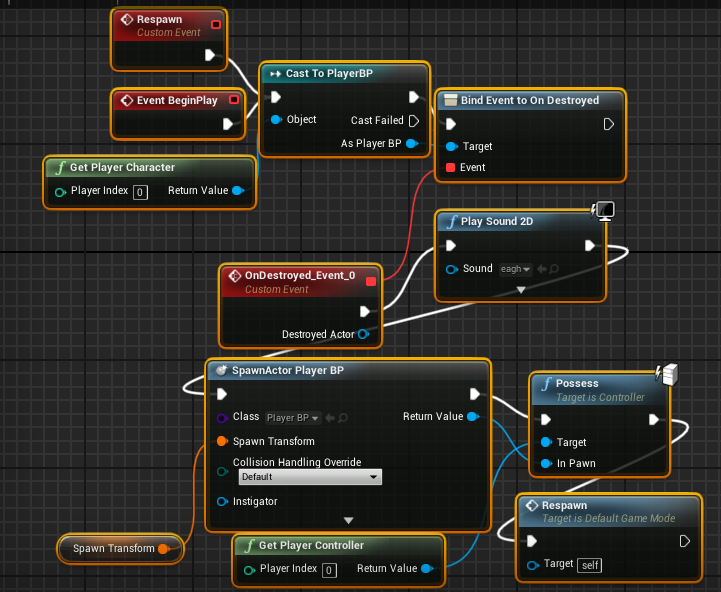 Respawn
Custom Event
Event BeginPlay
Get Player Character
Player Index 0 Return Value
Cast To PlayerBP
Object Cast Failed
As Player BP
Bind Event to On Destroyed
Target
Event
Play Sound 2D
Sound eagh
OnDestroyed_Event_0
Custom Event
Destroyed Actor
SpawnActor Player BP
Class Player BP Return Value
Spawn Transform
Collision Handling Override
Default
Instigator
Spawn Transform
Get Player Controller
Player Index 0 Return Value
Possess
Target is Controller
Target
In Pawn
Respawn
Target is Default Game Mode
Target self